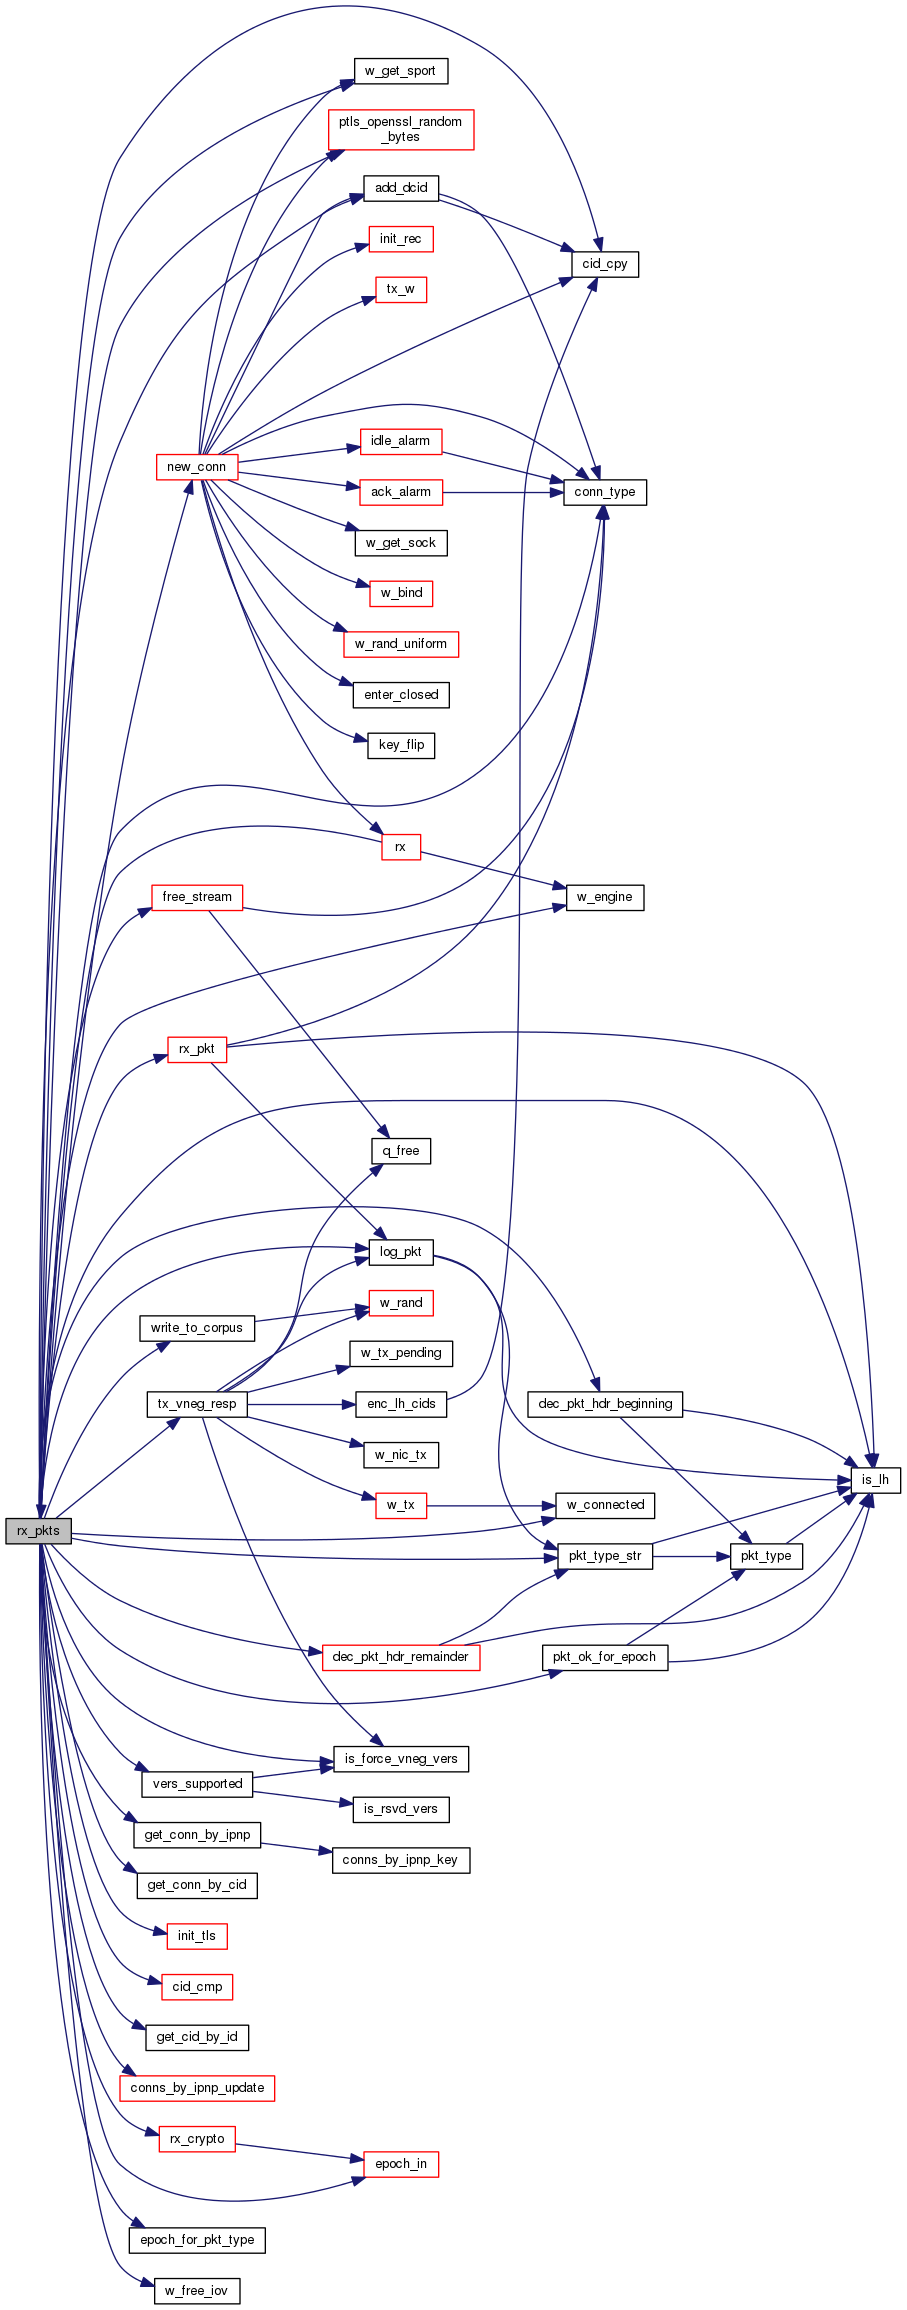 w_get_sport
ptls_openssl_random
_bytes
add_dcid
init_rec
cid_cpy
tx_w
idle_alarm
new_conn
ack_alarm
conn_type
w_get_sock
w_bind
w_rand_uniform
enter_closed
key_flip
rx
free_stream
w_engine
rx_pkt
q_free
log_pkt
w_rand
write_to_corpus
w_tx_pending
tx_vneg_resp
enc_lh_cids
dec_pkt_hdr_beginning
w_nic_tx
is_lh
w_tx
w_connected
rx_pkts
pkt_type_str
pkt_type
dec_pkt_hdr_remainder
pkt_ok_for_epoch
is_force_vneg_vers
vers_supported
is_rsvd_vers
get_conn_by_ipnp
conns_by_ipnp_key
get_conn_by_cid
init_tls
cid_cmp
get_cid_by_id
conns_by_ipnp_update
rx_crypto
epoch_in
epoch_for_pkt_type
w_free_iov